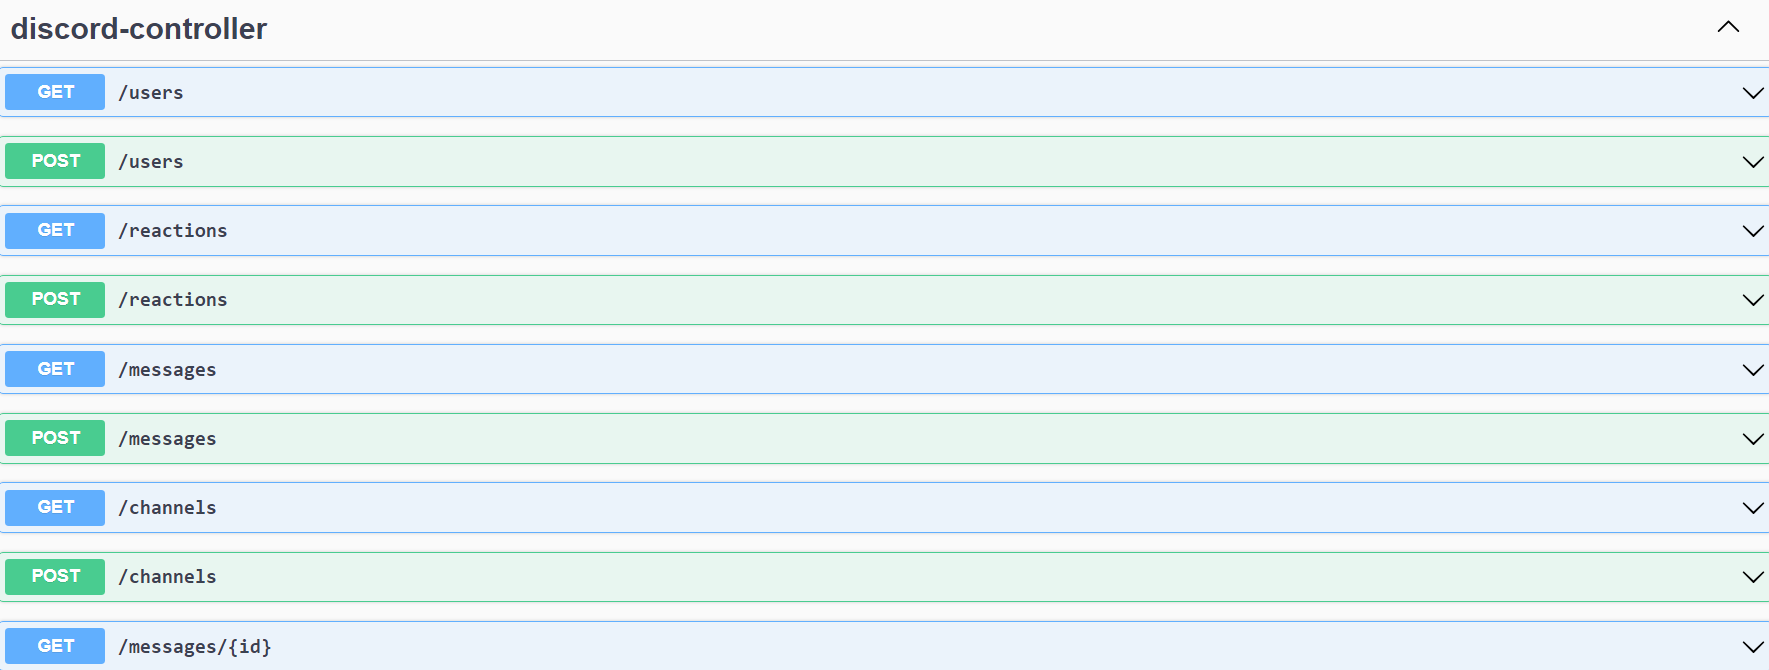 discord-controller
GET /users
POST /users
GET /reactions
POST /reactions
GET /messages
POST /messages
GET /channels
POST /channels
GET /messages/{id}